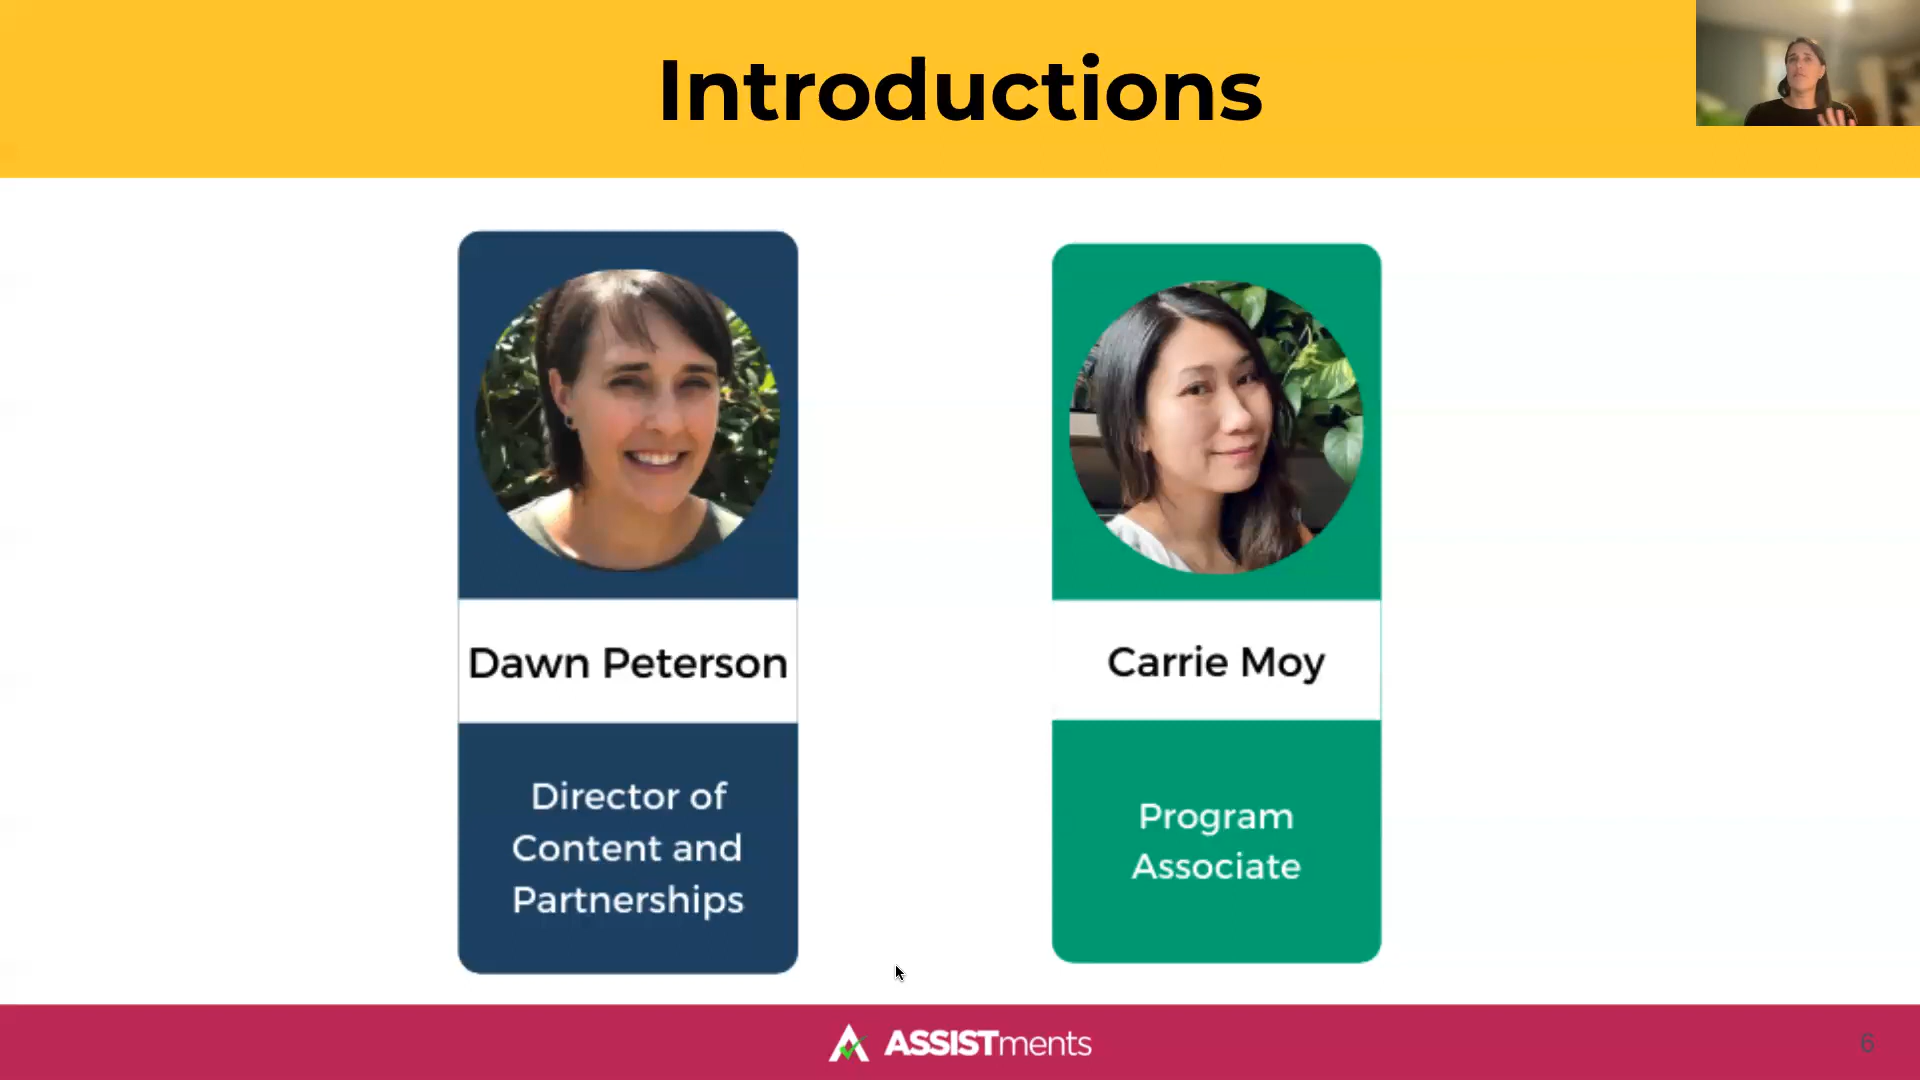 Introductions
Dawn Peterson
Director of
Content and
Partnerships
Carrie Moy
Program
Associate
ASSISTments
6